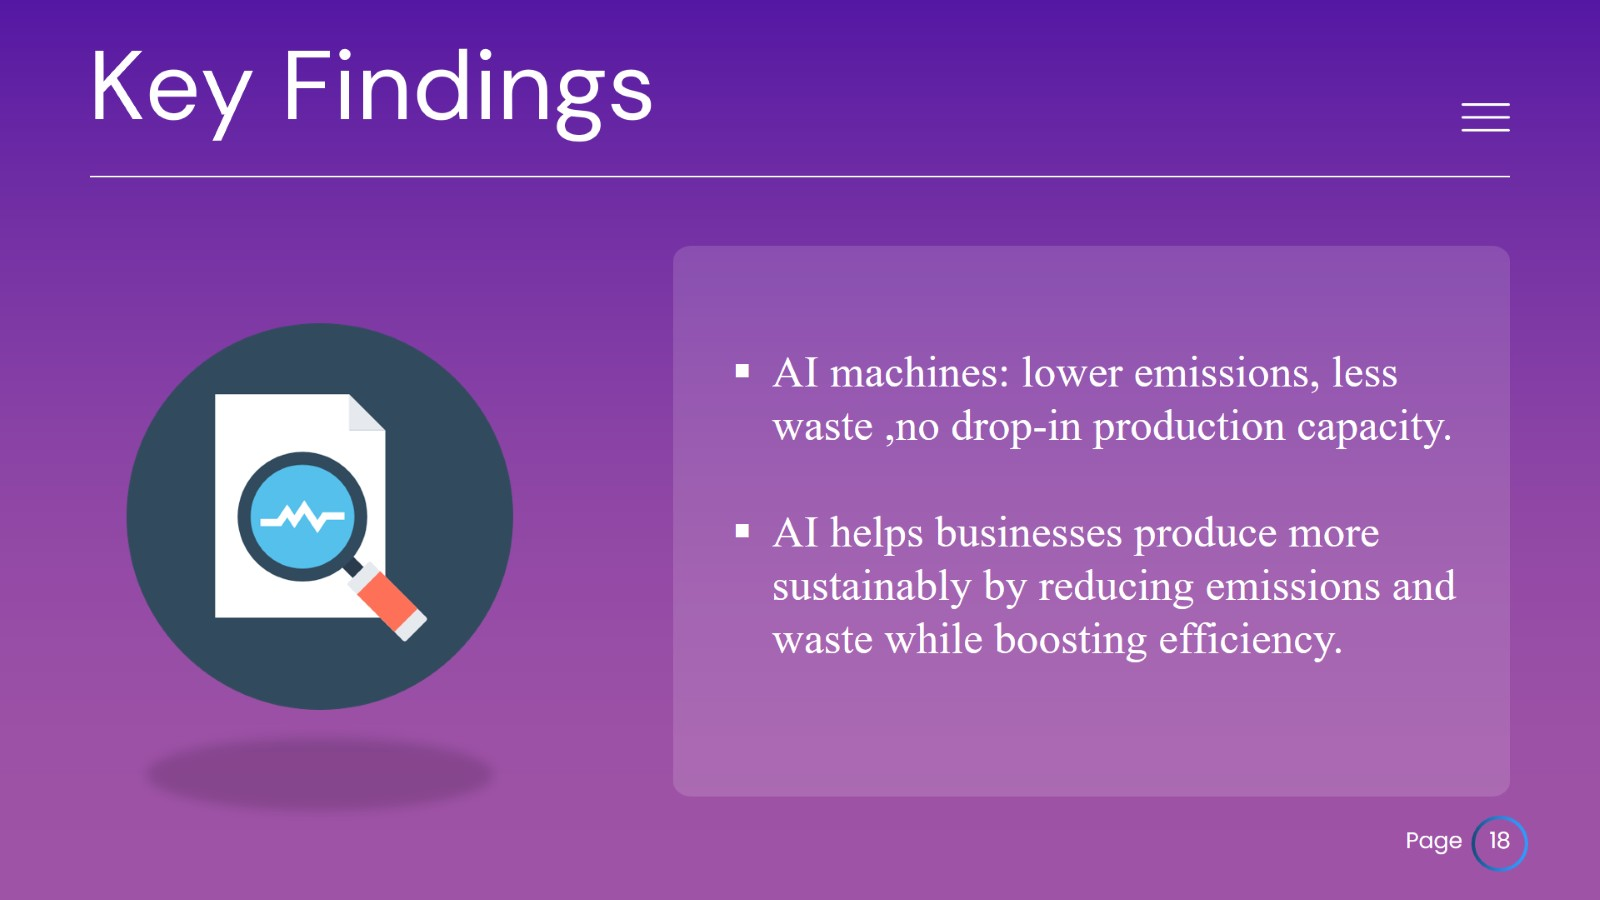 Key Findings
▪ AI machines: lower emissions, less
waste ,no drop-in production capacity.
▪ AI helps businesses produce more
sustainably by reducing emissions and
waste while boosting efficiency.
Page 18